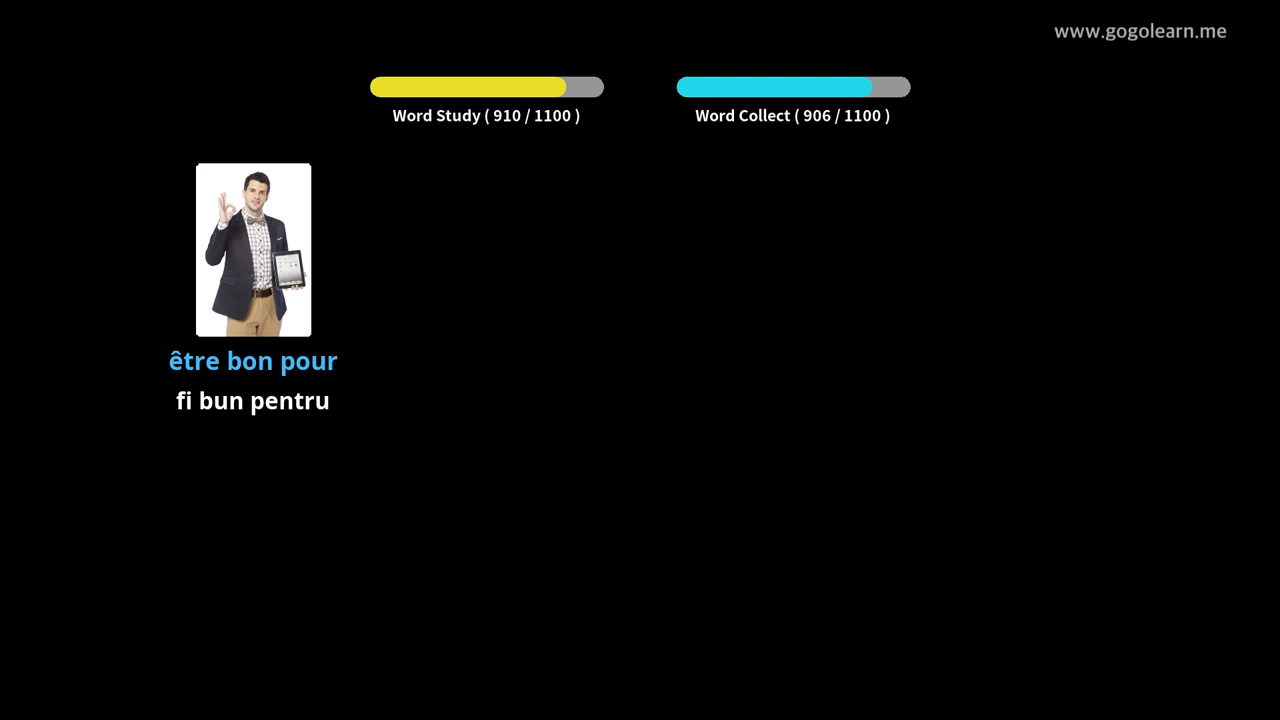 www.gogolearn.me
Word Study ( 910 / 1100 )
Word Collect ( 906 / 1100 )
être bon pour
fi bun pentru